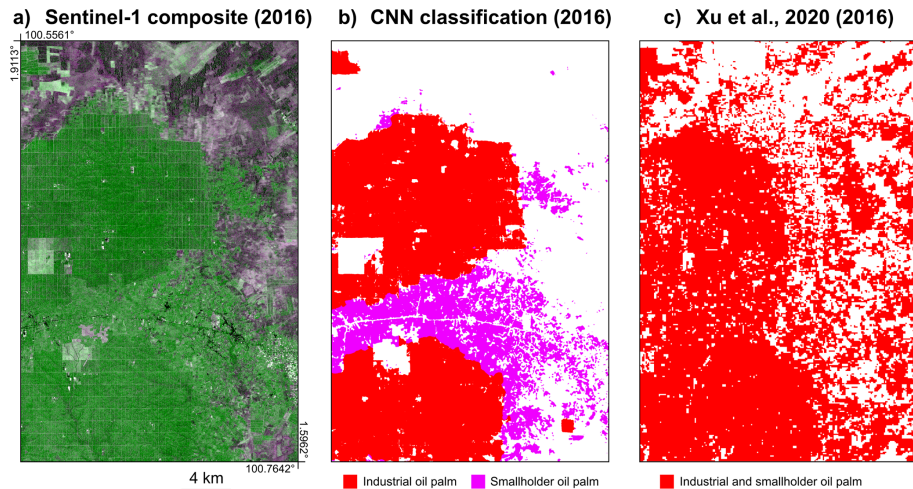 a) Sentinel-1 composite (2016)
b) CNN classification (2016)
c) Xu et al., 2020 (2016)
100.5561°
1.9113°
1.5962°
100.7642°
4 km
Industrial oil palm
Smallholder oil palm
Industrial and smallholder oil palm